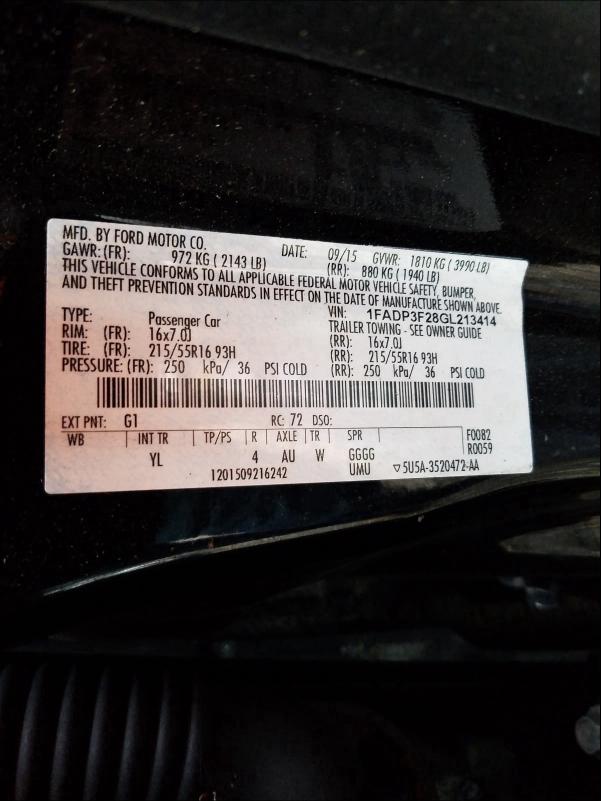 MFD. BY FORD MOTOR CO. DATE: 09/15 GVWR: 1810 KG ( 3990 LB)
GAWR: (FR): 972 KG ( 2143 LB) (RR): 880 KG ( 1940 LB)
THIS VEHICLE CONFORMS TO ALL APPLICABLE FEDERAL MOTOR VEHICLE SAFETY, BUMPER,
AND THEFT PREVENTION STANDARDS IN EFFECT ON THE DATE OF MANUFACTURE SHOWN ABOVE.
VIN: 1FADP3F28GL213414
TYPE: Passenger Car TRAILER TOWING - SEE OWNER GUIDE
RIM: (FR): 16x7.0J (RR): 16x7.0J
TIRE: (FR): 215/55R16 93H (RR): 215/55R16 93H
PRESSURE: (FR): 250 kPa/ 36 PSI COLD (RR): 250 kPa/ 36 PSI COLD
EXT PNT: G1 RC: 72 DSO: F0082
WB INT TR TP/PS R AXLE TR SPR R0059
YL 4 AU W GGGG
1201509216242 UMU ▽5U5A-3520472-AA